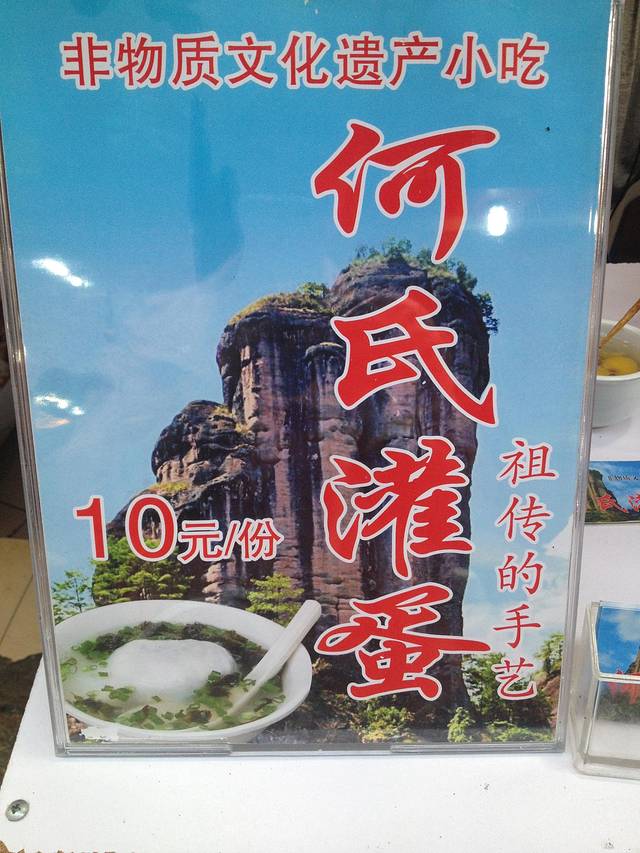 非物质文化遗产小吃
何氏灌蛋
祖传的手艺
10元/份